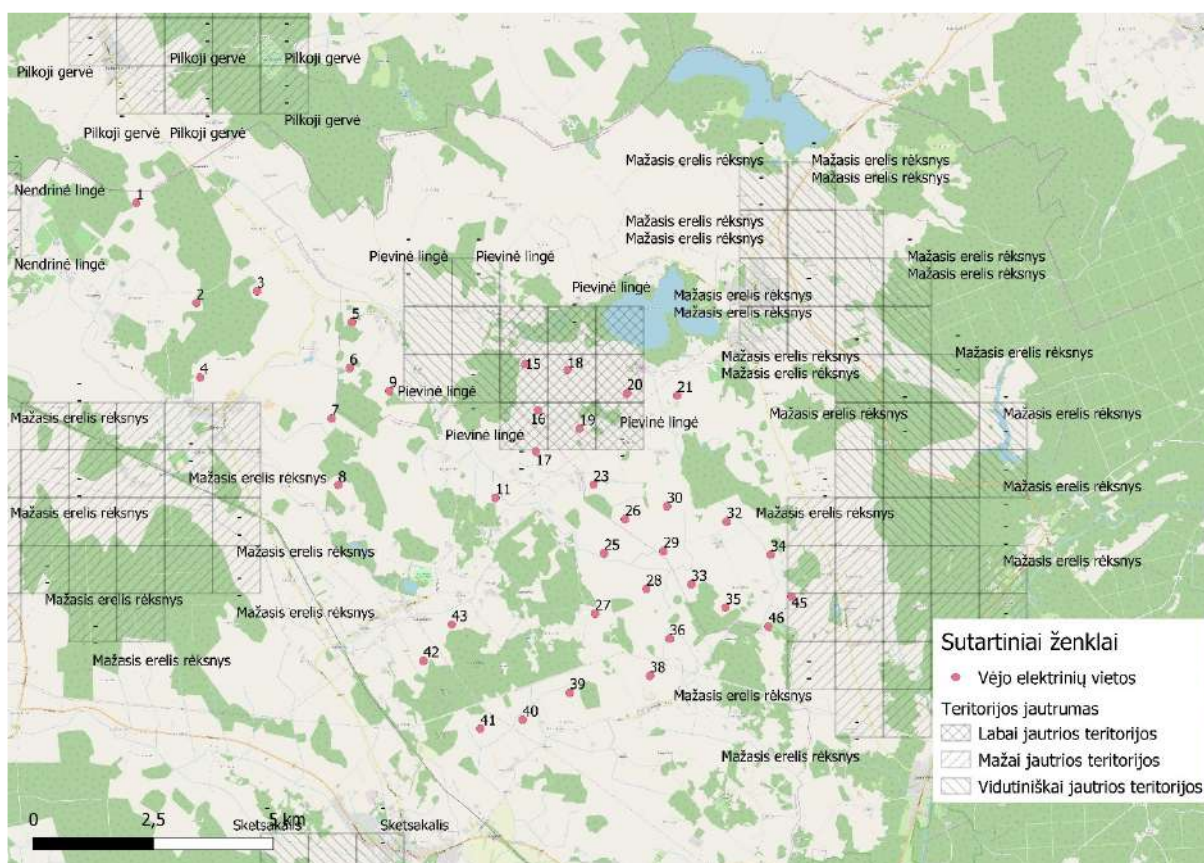 Pilkoji gervė
Pilkoji gervė
Pilkoji gervė
Pilkoji gervė
Pilkoji gervė
Pilkoji gervė
Mažasis erelis rėksnys
Mažasis erelis rėksnys
Mažasis erelis rėksnys
Nendrinė lingė
1
Mažasis erelis rėksnys
Mažasis erelis rėksnys
Pievinė lingė
Pievinė lingė
Mažasis erelis rėksnys
Mažasis erelis rėksnys
Nendrinė lingė
3
Pievinė lingė
Mažasis erelis rėksnys
Mažasis erelis rėksnys
2
5
Mažasis erelis rėksnys
Mažasis erelis rėksnys
Mažasis erelis rėksnys
6
15
18
4
9
Pievinė lingė
20
21
7
16
Mažasis erelis rėksnys
Mažasis erelis rėksnys
Mažasis erelis rėksnys
19
Pievinė lingė
Pievinė lingė
17
8
Mažasis erelis rėksnys
23
11
Mažasis erelis rėksnys
30
Mažasis erelis rėksnys
26
32
Mažasis erelis rėksnys
25
29
34
Mažasis erelis rėksnys
Mažasis erelis rėksnys
28
33
Mažasis erelis rėksnys
27
35
45
Mažasis erelis rėksnys
43
36
46
42
Mažasis erelis rėksnys
38
39
Mažasis erelis rėksnys
41
40
Mažasis erelis rėksnys
Sutartiniai ženklai
Vėjo elektrinių vietos
Teritorijos jautrumas
Labai jautrios teritorijos
Mažai jautrios teritorijos
Vidutiniškai jautrios teritorijos
0
2,5
5 km
Sketsakalis
Sketsakalis